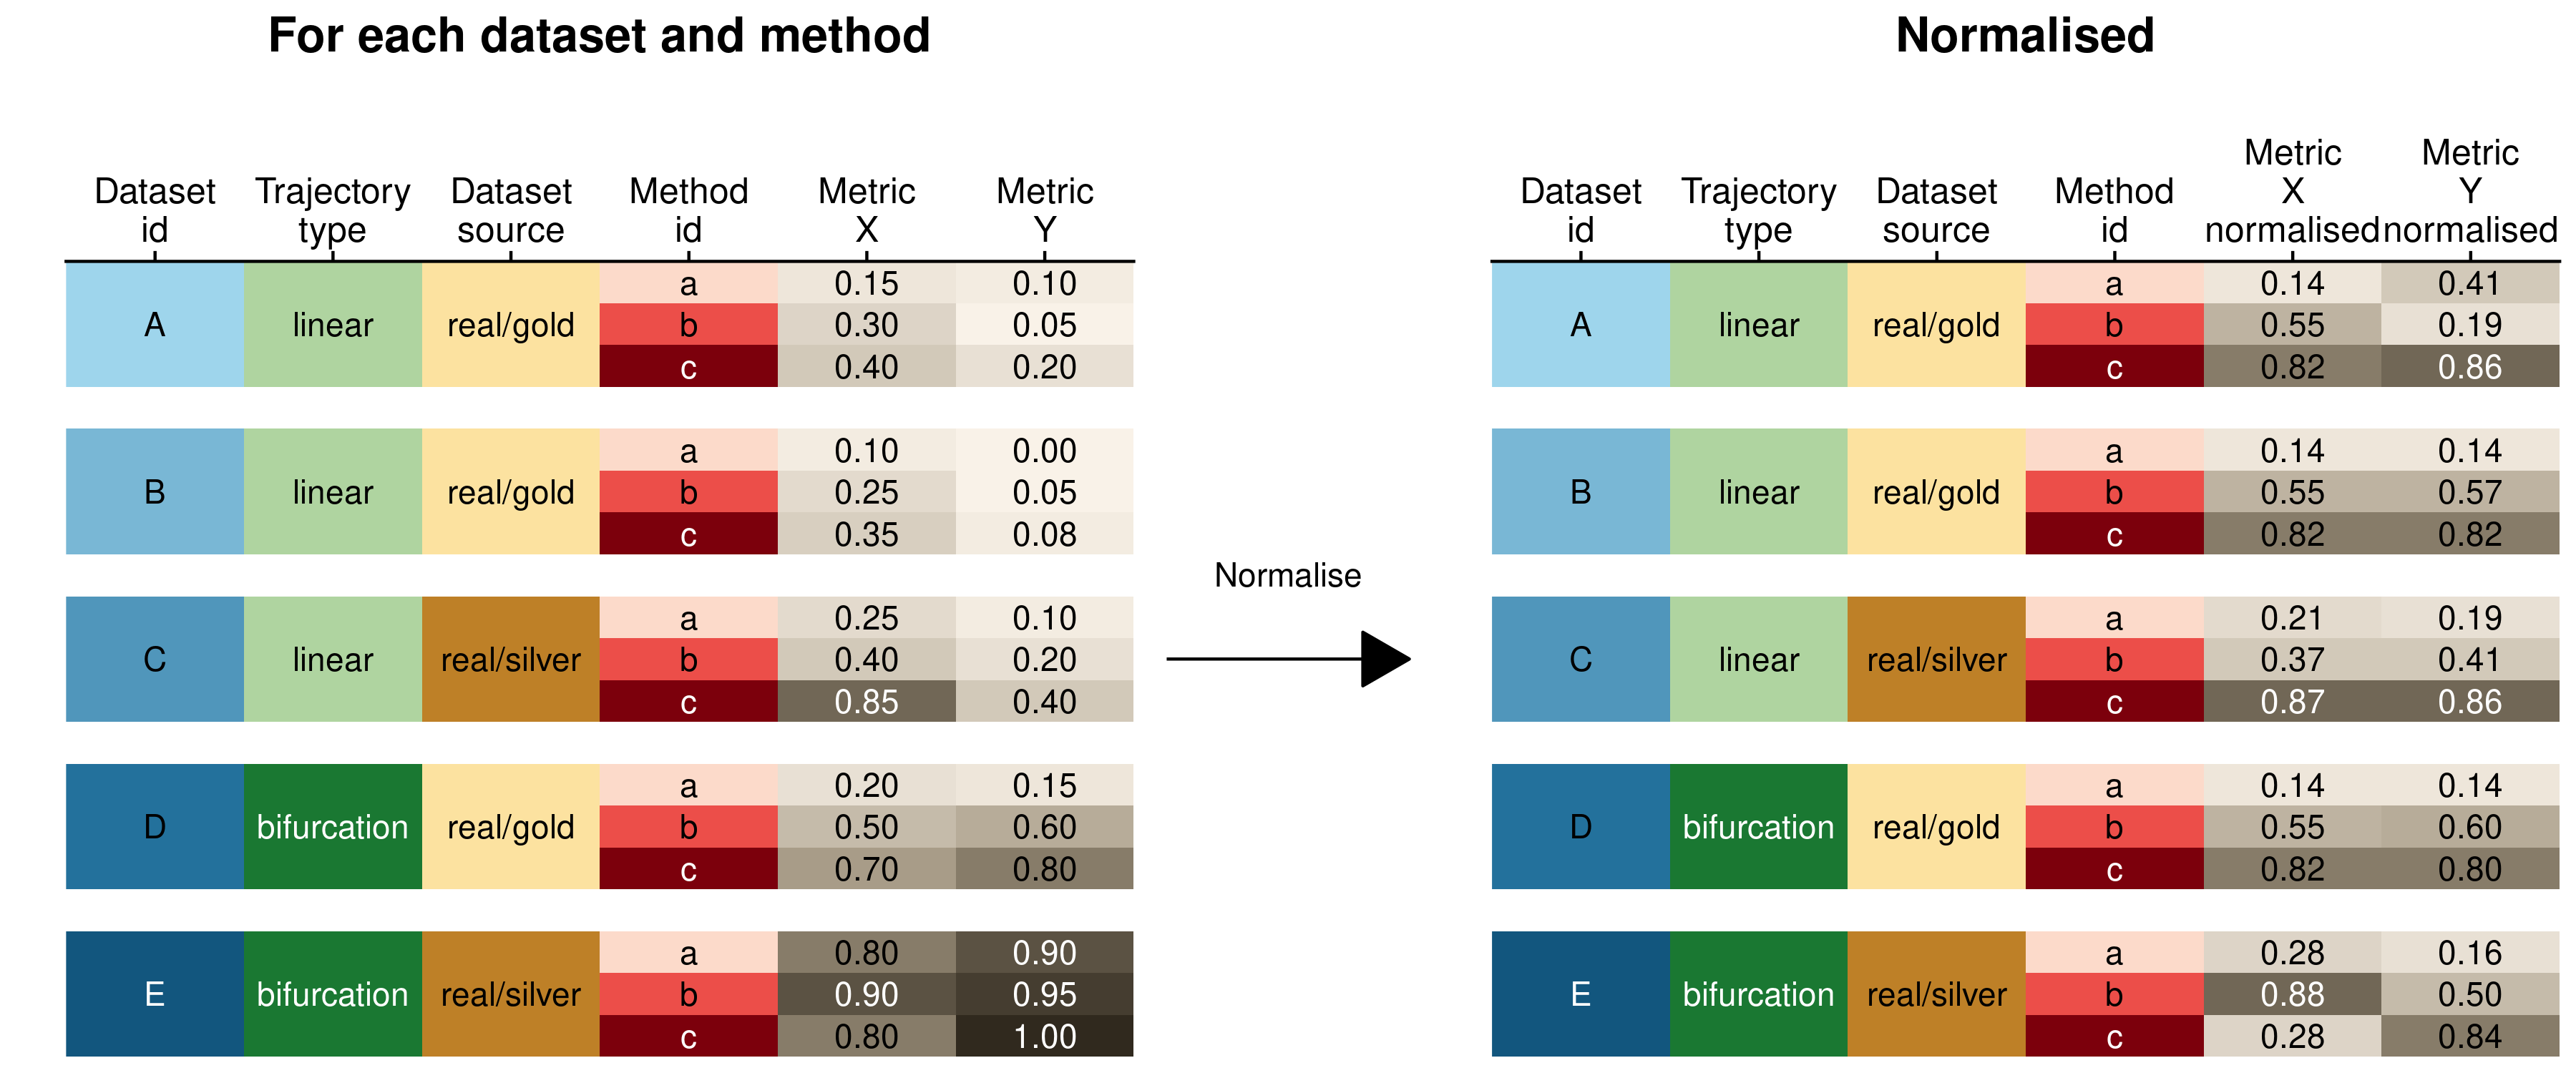 For each dataset and method
Dataset id Trajectory type Dataset source Method id Metric X Metric Y
a 0.15 0.10
A linear real/gold b 0.30 0.05
c 0.40 0.20
a 0.10 0.00
B linear real/gold b 0.25 0.05
c 0.35 0.08
a 0.25 0.10
C linear real/silver b 0.40 0.20
c 0.85 0.40
a 0.20 0.15
D bifurcation real/gold b 0.50 0.60
c 0.70 0.80
a 0.80 0.90
E bifurcation real/silver b 0.90 0.95
c 0.80 1.00
Normalise
Normalised
Dataset id Trajectory type Dataset source Method id Metric X normalised Metric Y normalised
a 0.14 0.41
A linear real/gold b 0.55 0.19
c 0.82 0.86
a 0.14 0.14
B linear real/gold b 0.55 0.57
c 0.82 0.82
a 0.21 0.19
C linear real/silver b 0.37 0.41
c 0.87 0.86
a 0.14 0.14
D bifurcation real/gold b 0.55 0.60
c 0.82 0.80
a 0.28 0.16
E bifurcation real/silver b 0.88 0.50
c 0.28 0.84